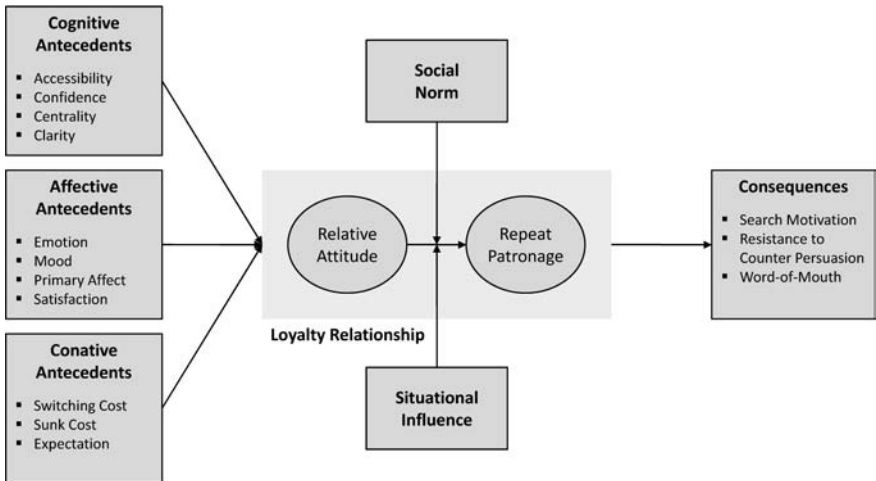 Cognitive
Antecedents
▪ Accessibility
▪ Confidence
▪ Centrality
▪ Clarity
Affective
Antecedents
▪ Emotion
▪ Mood
▪ Primary Affect
▪ Satisfaction
Conative
Antecedents
▪ Switching Cost
▪ Sunk Cost
▪ Expectation
Social
Norm
Relative
Attitude
Repeat
Patronage
Loyalty Relationship
Situational
Influence
Consequences
▪ Search Motivation
▪ Resistance to
Counter Persuasion
▪ Word-of-Mouth